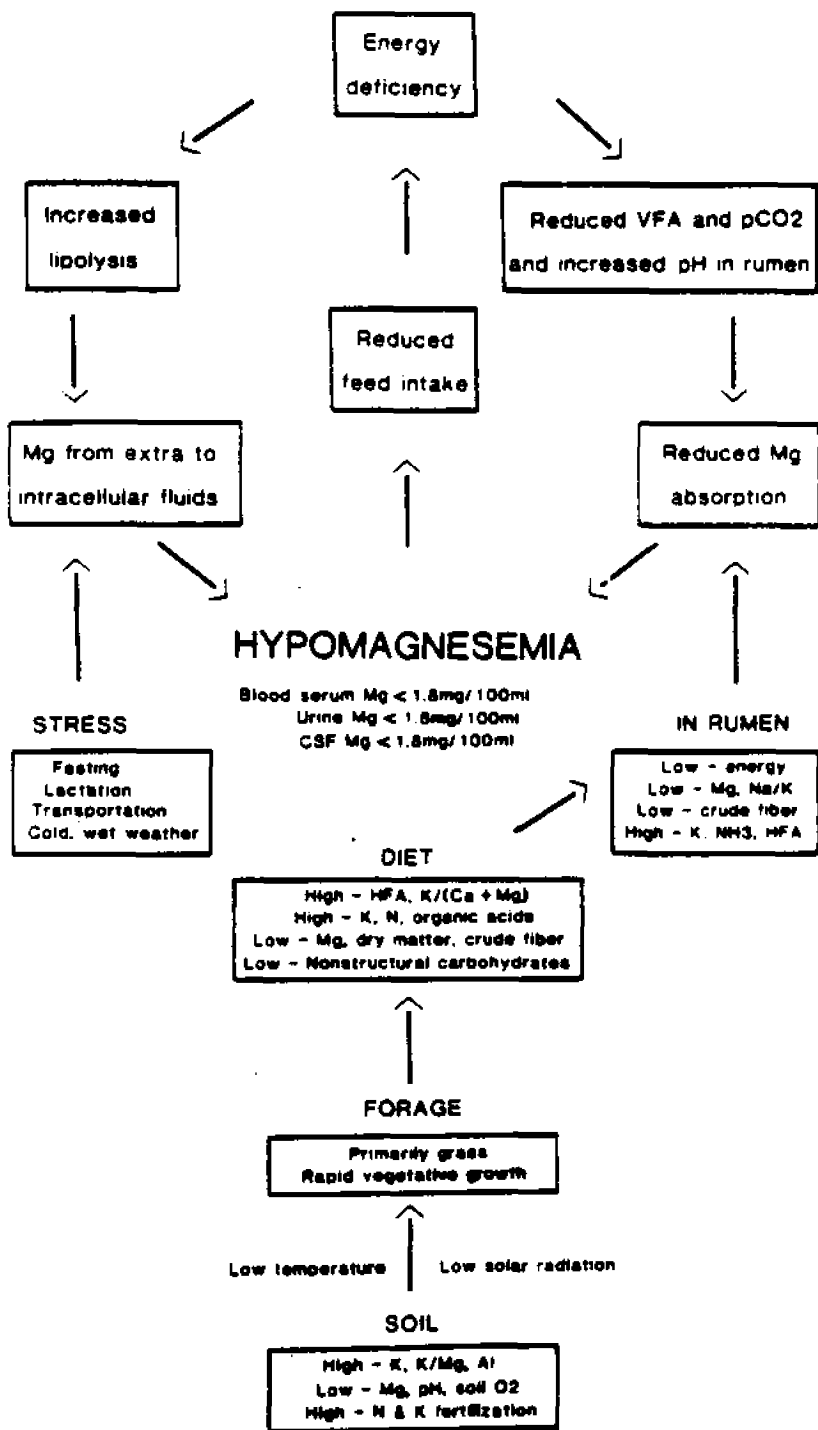 Energy
deficiency
Increased
lipolysis
Reduced VFA and pCO2
and increased pH in rumen
Reduced
feed intake
Mg from extra to
intracellular fluids
Reduced Mg
absorption
HYPOMAGNESEMIA
Blood serum Mg < 1.8mg/100ml
Urine Mg < 1.8mg/100ml
CSF Mg < 1.8mg/100ml
STRESS
Fasting
Lactation
Transportation
Cold, wet weather
IN RUMEN
Low - energy
Low - Mg, Na/K
Low - crude fiber
High - K, NH3, HFA
DIET
High - HFA, K/(Ca + Mg)
High - K, N, organic acids
Low - Mg, dry matter, crude fiber
Low - Nonstructural carbohydrates
FORAGE
Primarily grass
Rapid vegetative growth
Low temperature
Low solar radiation
SOIL
High - K, K/Mg, Al
Low - Mg, pH, soil O2
High - N & K fertilization